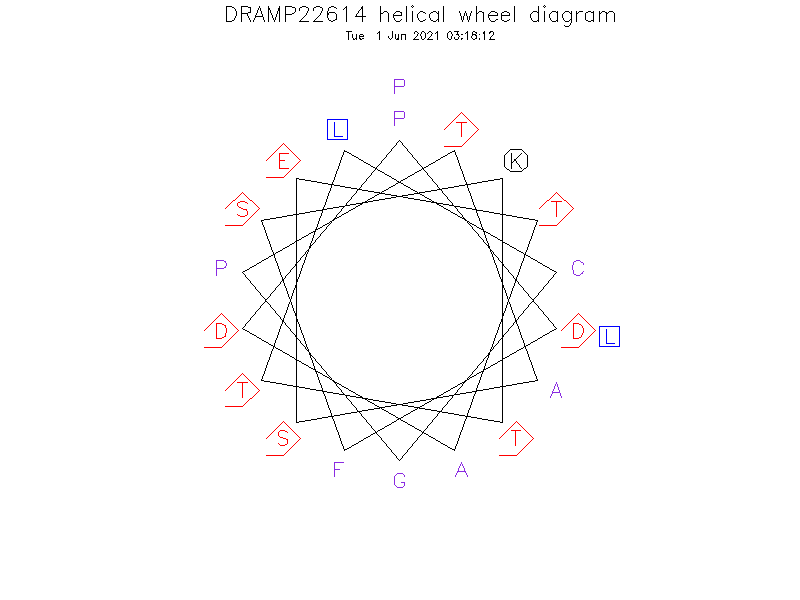 DRAMP22614 helical wheel diagram
Tue 1 Jun 2021 03:18:12
P
L P T
E K
S T
P C
D D L
T A
S T
F G A